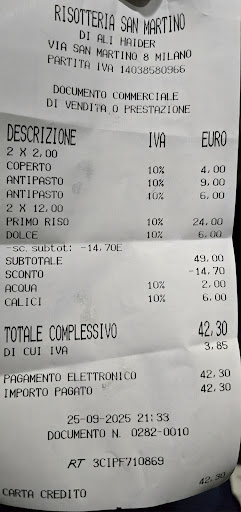 RISOTTERIA SAN MARTINO
DI ALI HAIDER
VIA SAN MARTINO 8 MILANO
PARTITA IVA 14038580966
DOCUMENTO COMMERCIALE
DI VENDITA O PRESTAZIONE
DESCRIZIONE IVA EURO
2 X 2,00
COPERTO 10% 4,00
ANTIPASTO 10% 9,00
ANTIPASTO 10% 6,00
2 X 12,00
PRIMO RISO 10% 24,00
DOLCE 10% 6,00
-sc. subtot: -14,70E
SUBTOTALE 49,00
SCONTO -14,70
ACQUA 10% 2,00
CALICI 10% 6,00
TOTALE COMPLESSIVO 42,30
DI CUI IVA 3,85
PAGAMENTO ELETTRONICO 42,30
IMPORTO PAGATO 42,30
25-09-2025 21:33
DOCUMENTO N. 0282-0010
RT 3CIPF710869
CARTA CREDITO 42,30